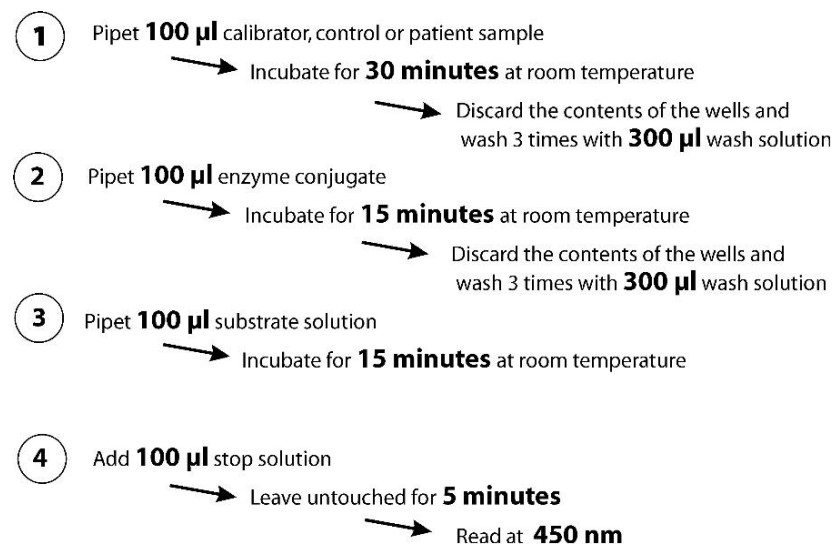 1 Pipet 100 µl calibrator, control or patient sample
Incubate for 30 minutes at room temperature
Discard the contents of the wells and
wash 3 times with 300 µl wash solution
2 Pipet 100 µl enzyme conjugate
Incubate for 15 minutes at room temperature
Discard the contents of the wells and
wash 3 times with 300 µl wash solution
3 Pipet 100 µl substrate solution
Incubate for 15 minutes at room temperature
4 Add 100 µl stop solution
Leave untouched for 5 minutes
Read at 450 nm